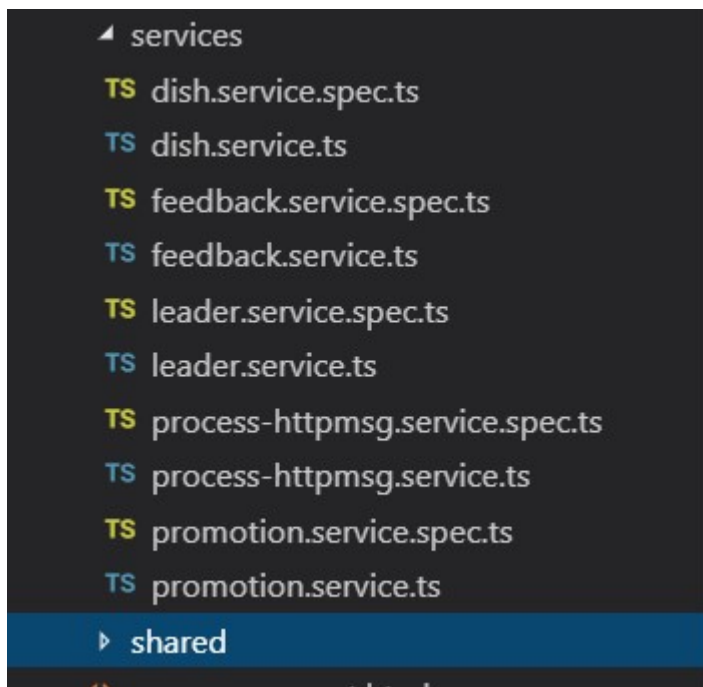 services
TS dish.service.spec.ts
TS dish.service.ts
TS feedback.service.spec.ts
TS feedback.service.ts
TS leader.service.spec.ts
TS leader.service.ts
TS process-httpmsg.service.spec.ts
TS process-httpmsg.service.ts
TS promotion.service.spec.ts
TS promotion.service.ts
shared